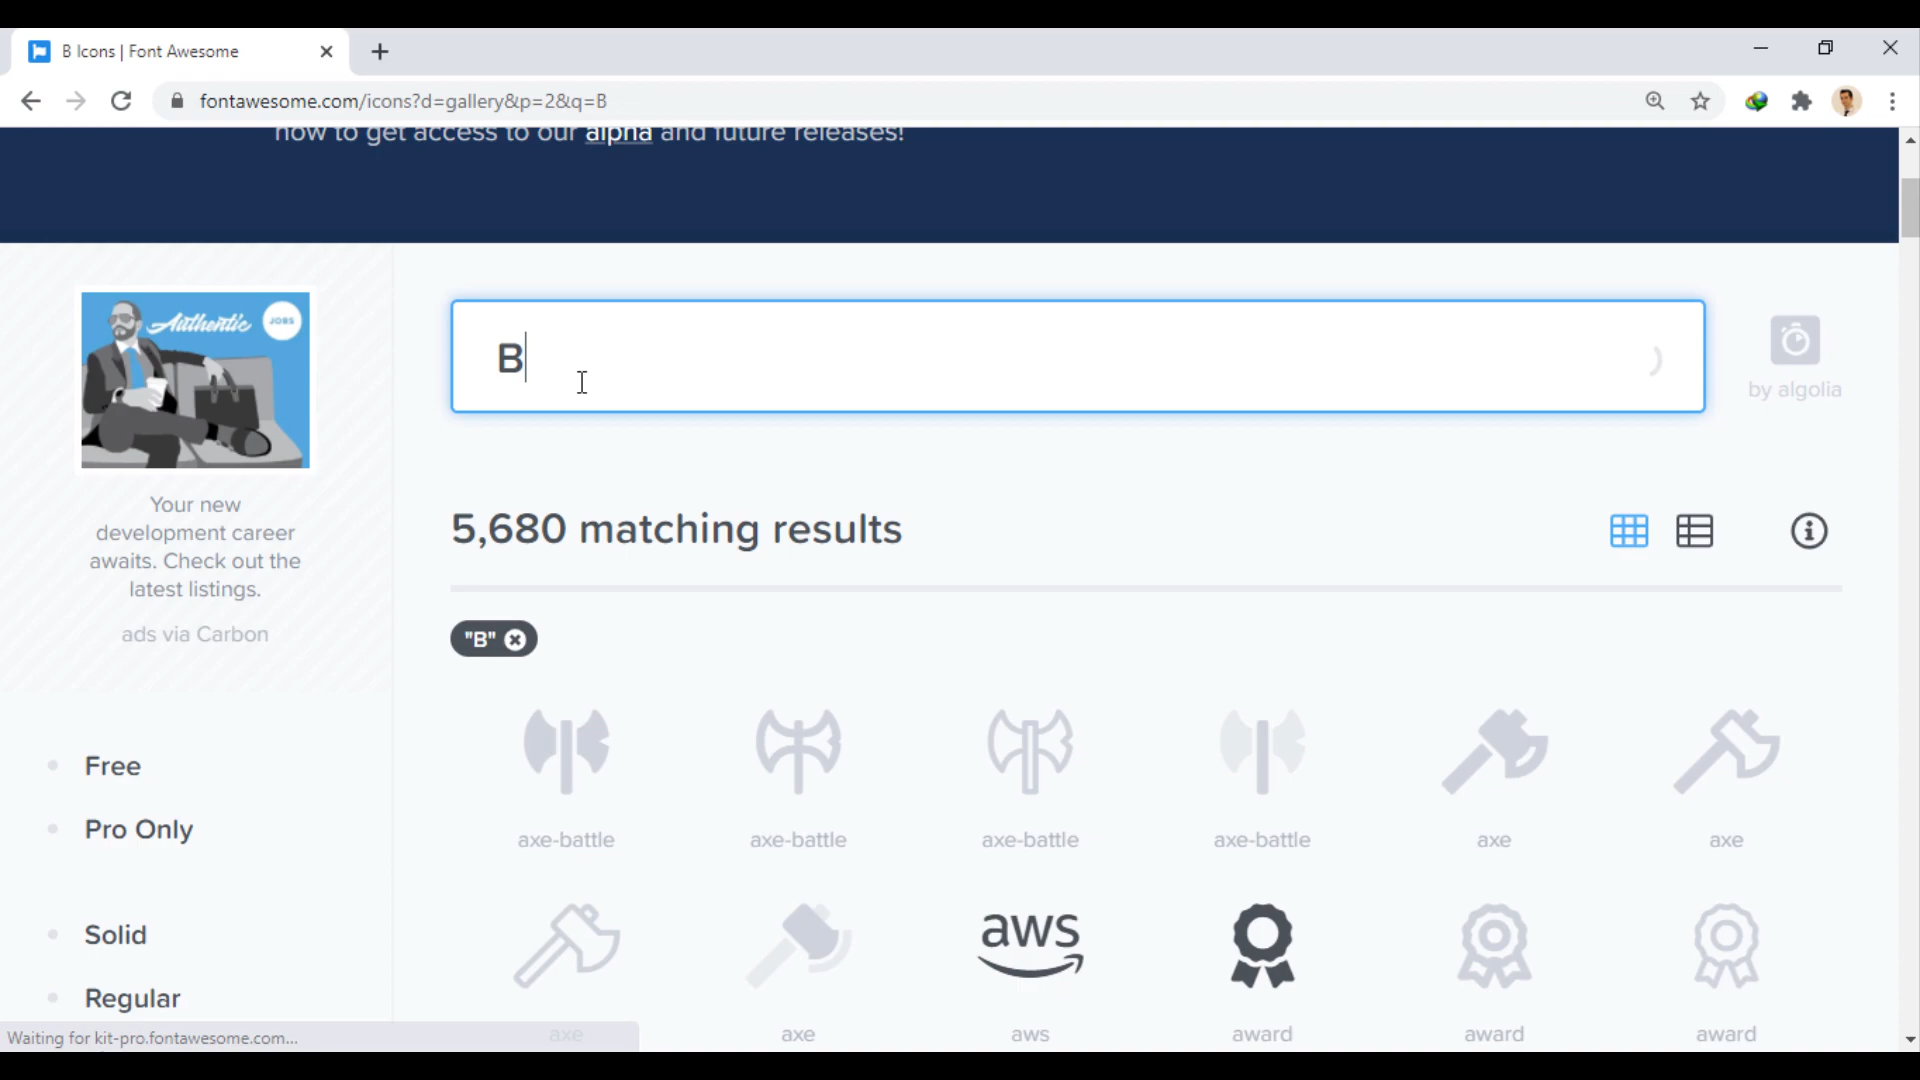 B Icons | Font Awesome
fontawesome.com/icons?d=gallery&p=2&q=B
how to get access to our alpha and future releases!
Authentic JOBS
B
by algolia
Your new
development career
awaits. Check out the
latest listings.
ads via Carbon
5,680 matching results
"B"
Free
Pro Only
Solid
Regular
axe-battle axe-battle axe-battle axe-battle axe axe
aws
axe axe aws award award award
Waiting for kit-pro.fontawesome.com...